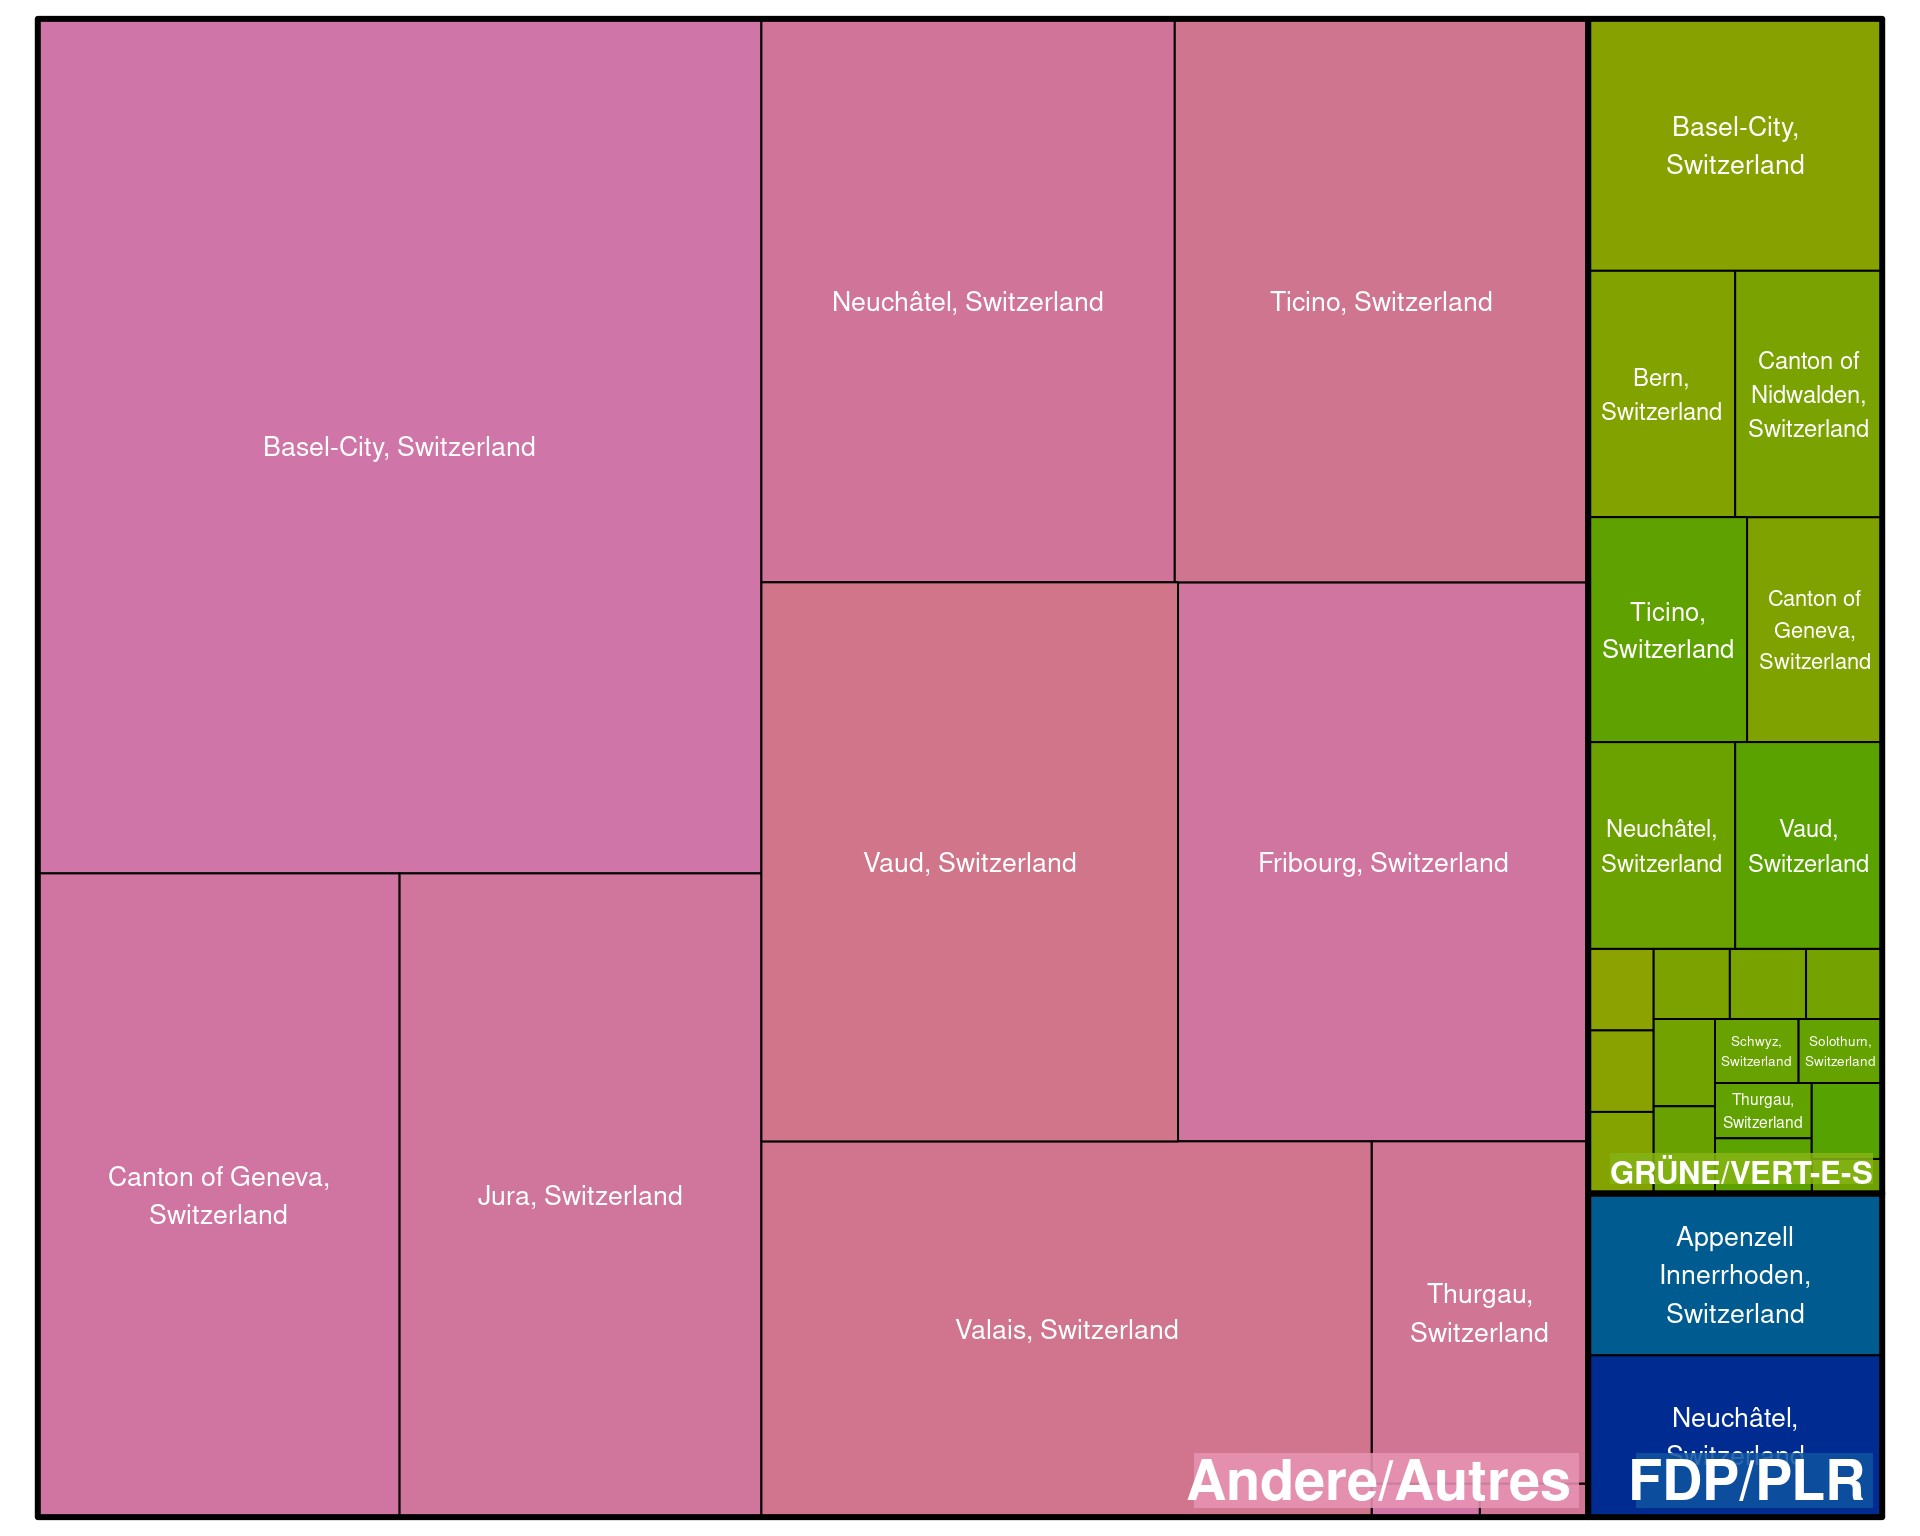 Basel-City, Switzerland
Neuchâtel, Switzerland
Ticino, Switzerland
Vaud, Switzerland
Fribourg, Switzerland
Canton of Geneva,
Switzerland
Jura, Switzerland
Valais, Switzerland
Thurgau,
Switzerland
Andere/Autres
Basel-City,
Switzerland
Bern,
Switzerland
Canton of
Nidwalden,
Switzerland
Ticino,
Switzerland
Canton of
Geneva,
Switzerland
Neuchâtel,
Switzerland
Vaud,
Switzerland
Schwyz,
Switzerland
Solothurn,
Switzerland
Thurgau,
Switzerland
GRÜNE/VERT-E-S
Appenzell
Innerrhoden,
Switzerland
Neuchâtel,
Switzerland
FDP/PLR